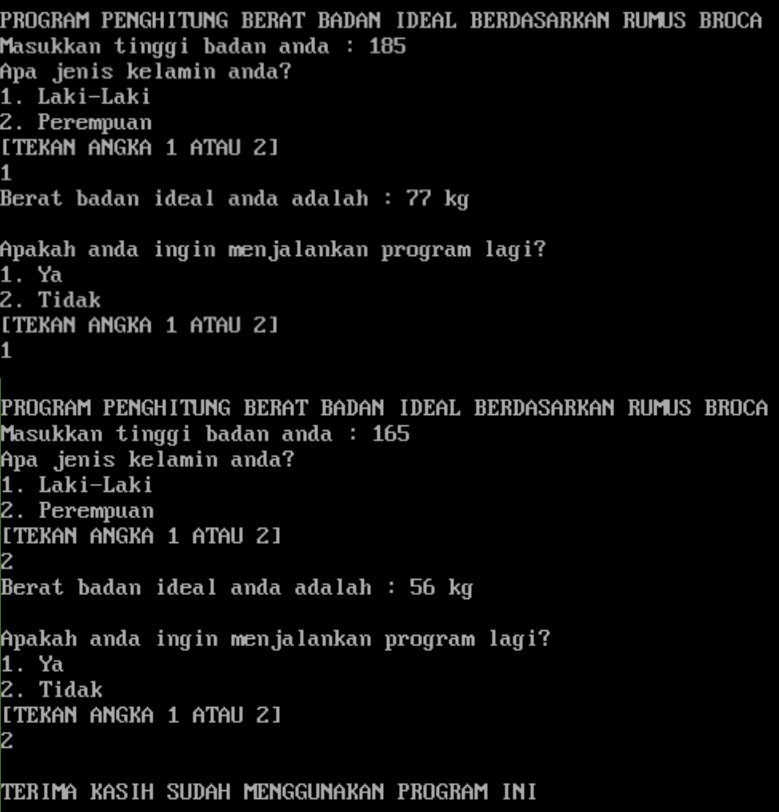 PROGRAM PENGHITUNG BERAT BADAN IDEAL BERDASARKAN RUMUS BROCA
Masukkan tinggi badan anda : 185
Apa jenis kelamin anda?
1. Laki-Laki
2. Perempuan
[TEKAN ANGKA 1 ATAU 2]
1
Berat badan ideal anda adalah : 77 kg
Apakah anda ingin menjalankan program lagi?
1. Ya
2. Tidak
[TEKAN ANGKA 1 ATAU 2]
1
PROGRAM PENGHITUNG BERAT BADAN IDEAL BERDASARKAN RUMUS BROCA
Masukkan tinggi badan anda : 165
Apa jenis kelamin anda?
1. Laki-Laki
2. Perempuan
[TEKAN ANGKA 1 ATAU 2]
2
Berat badan ideal anda adalah : 56 kg
Apakah anda ingin menjalankan program lagi?
1. Ya
2. Tidak
[TEKAN ANGKA 1 ATAU 2]
2
TERIMA KASIH SUDAH MENGGUNAKAN PROGRAM INI